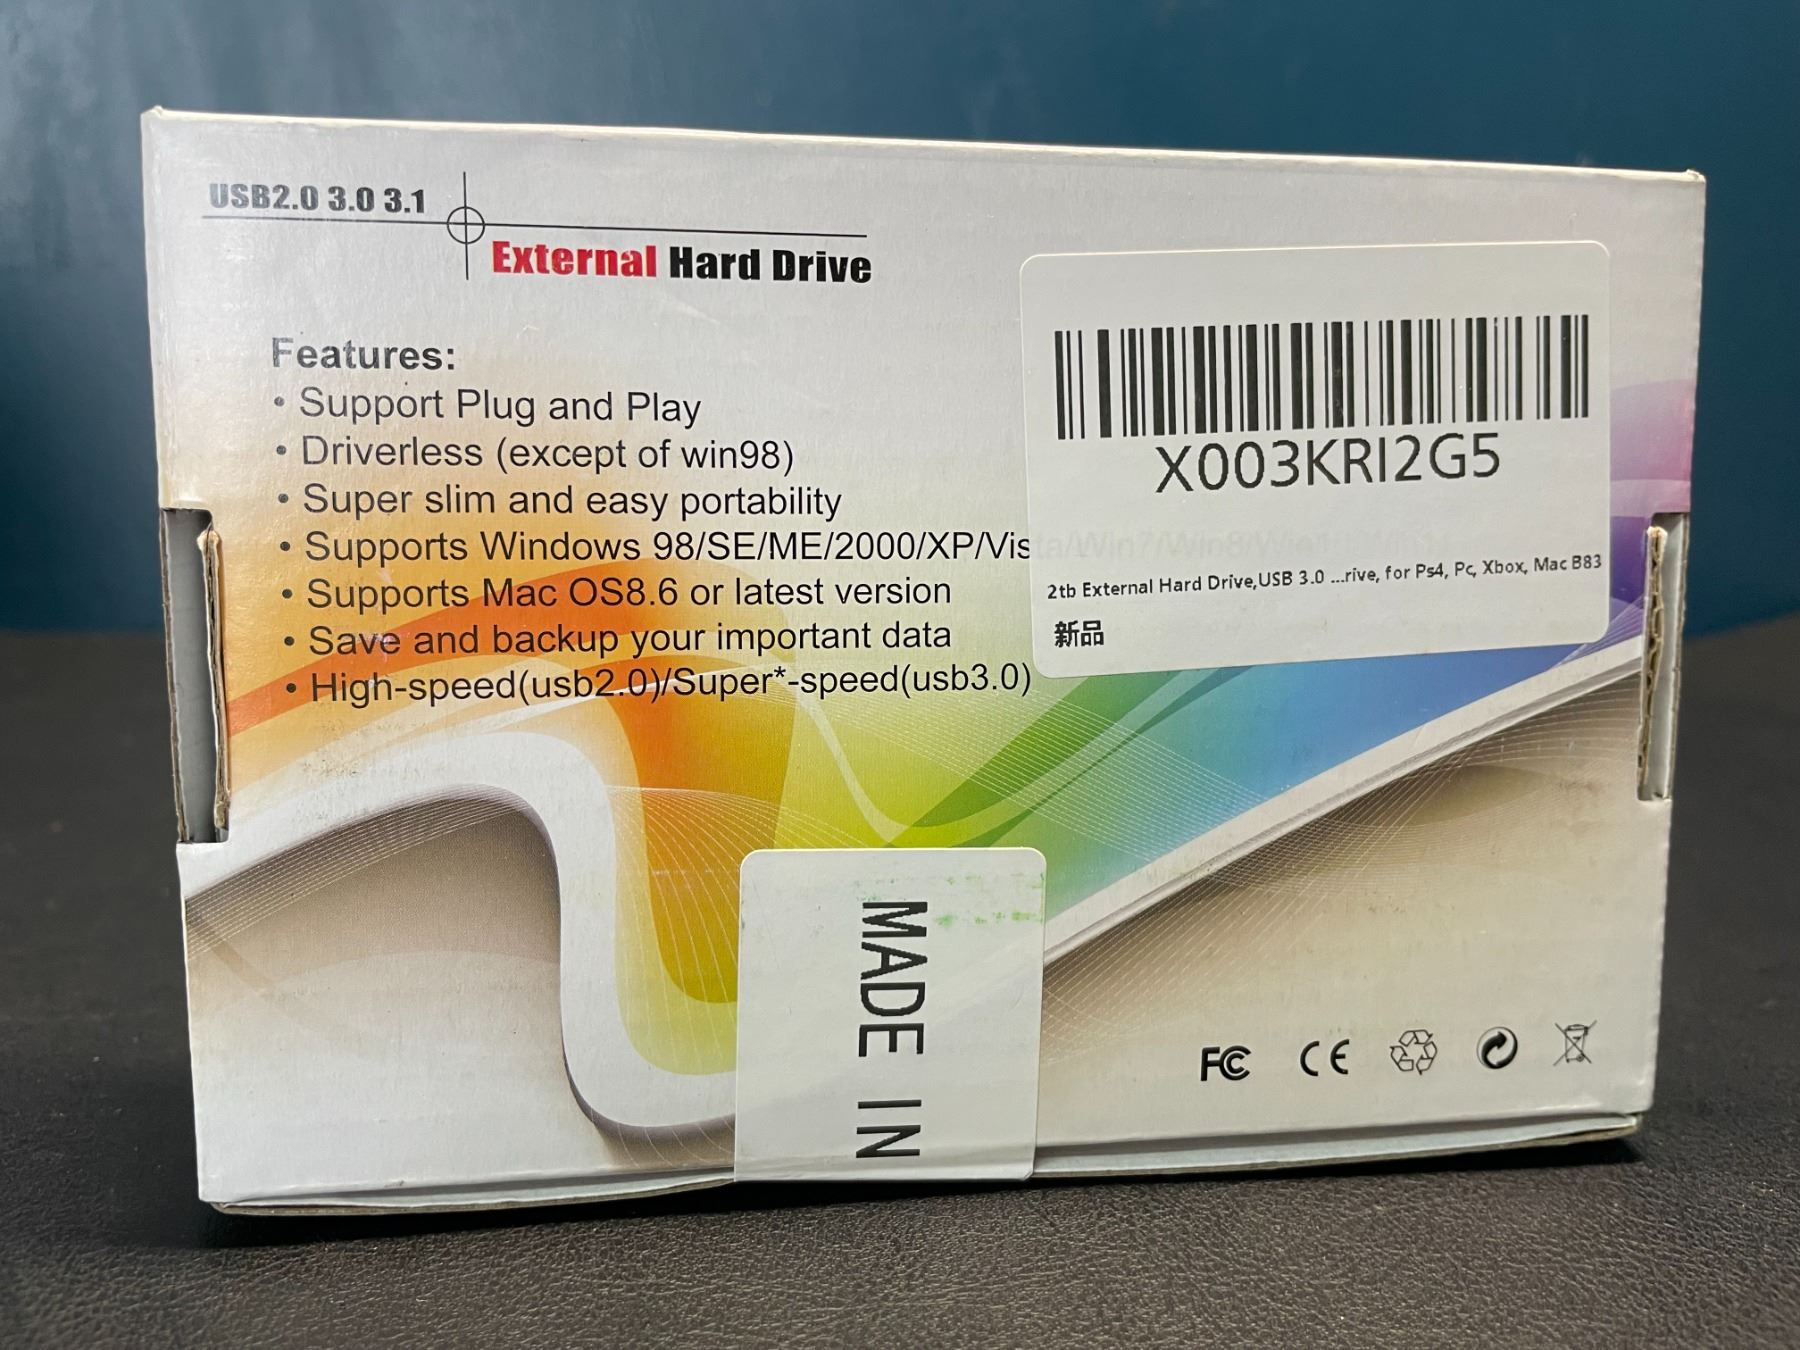 USB2.0 3.0 3.1
External Hard Drive
Features:
• Support Plug and Play
• Driverless (except of win98)
• Super slim and easy portability
• Supports Windows 98/SE/ME/2000/XP/Vista/Win7/Win8/
• Supports Mac OS8.6 or latest version
• Save and backup your important data
• High-speed(usb2.0)/Super*-speed(usb3.0)
X003KRI2G5
2tb External Hard Drive,USB 3.0 ...rive, for Ps4, Pc, Xbox, Mac B83
新品
MADE IN
FC CE